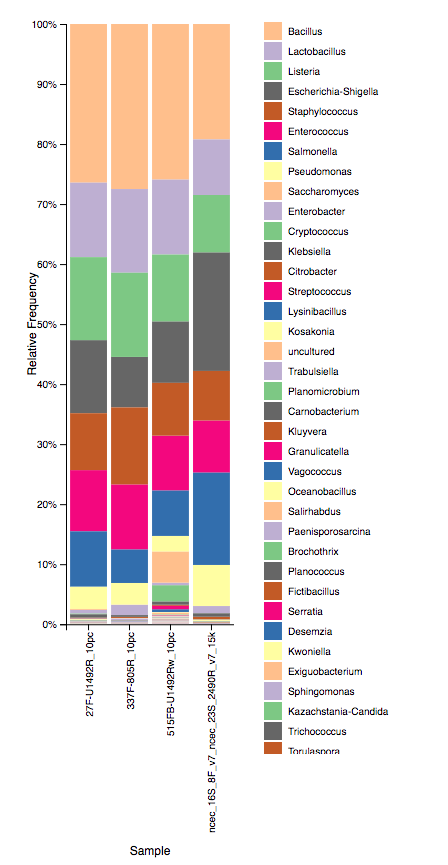 100%
90%
80%
70%
60%
50%
40%
30%
20%
10%
0%
Relative Frequency
27F-U1492R_10pc
337F-805R_10pc
515FB-U1492Rw_10pc
ncec_16S_8F_v7_ncec_23S_2490R_v7_15k
Sample
Bacillus
Lactobacillus
Listeria
Escherichia-Shigella
Staphylococcus
Enterococcus
Salmonella
Pseudomonas
Saccharomyces
Enterobacter
Cryptococcus
Klebsiella
Citrobacter
Streptococcus
Lysinibacillus
Kosakonia
uncultured
Trabulsiella
Planomicrobium
Carnobacterium
Kluyvera
Granulicatella
Vagococcus
Oceanobacillus
Salirhabdus
Paenisporosarcina
Brochothrix
Planococcus
Fictibacillus
Serratia
Desemzia
Kwoniella
Exiguobacterium
Sphingomonas
Kazachstania-Candida
Trichococcus
Torulaspora